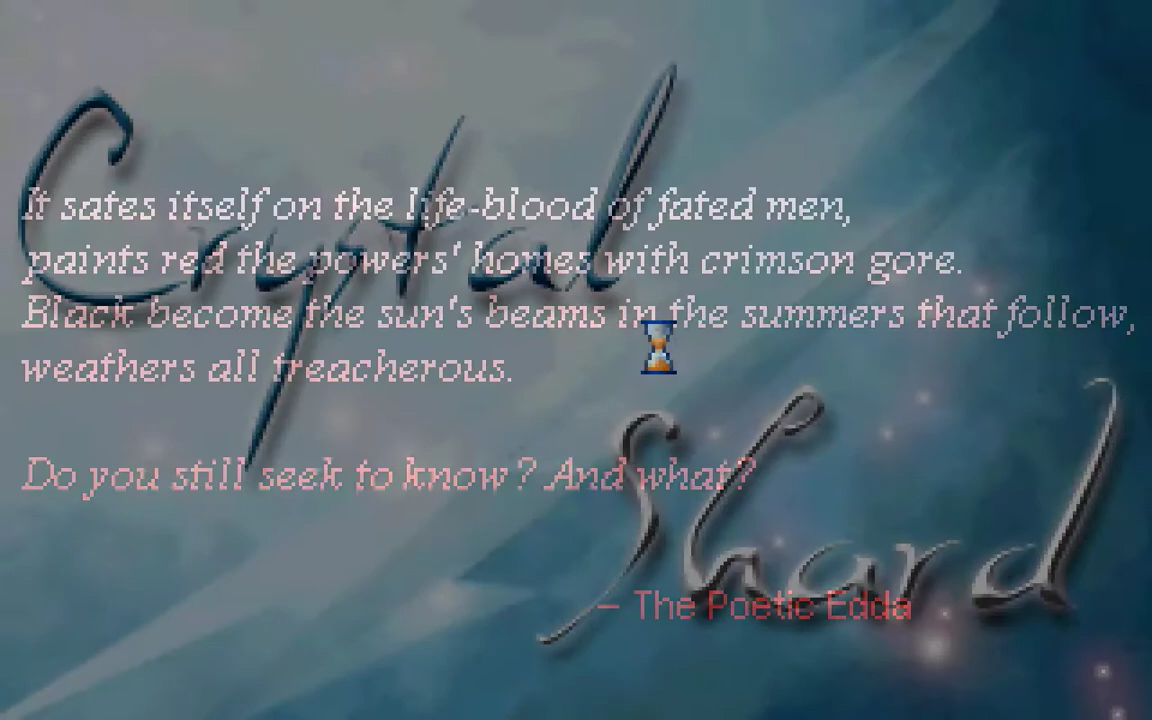 Crystal
It sates itself on the life-blood of fated men,
paints red the powers' homes with crimson gore.
Black become the sun's beams in the summers that follow,
weathers all treacherous.
Do you still seek to know? And what?
Shard
– The Poetic Edda